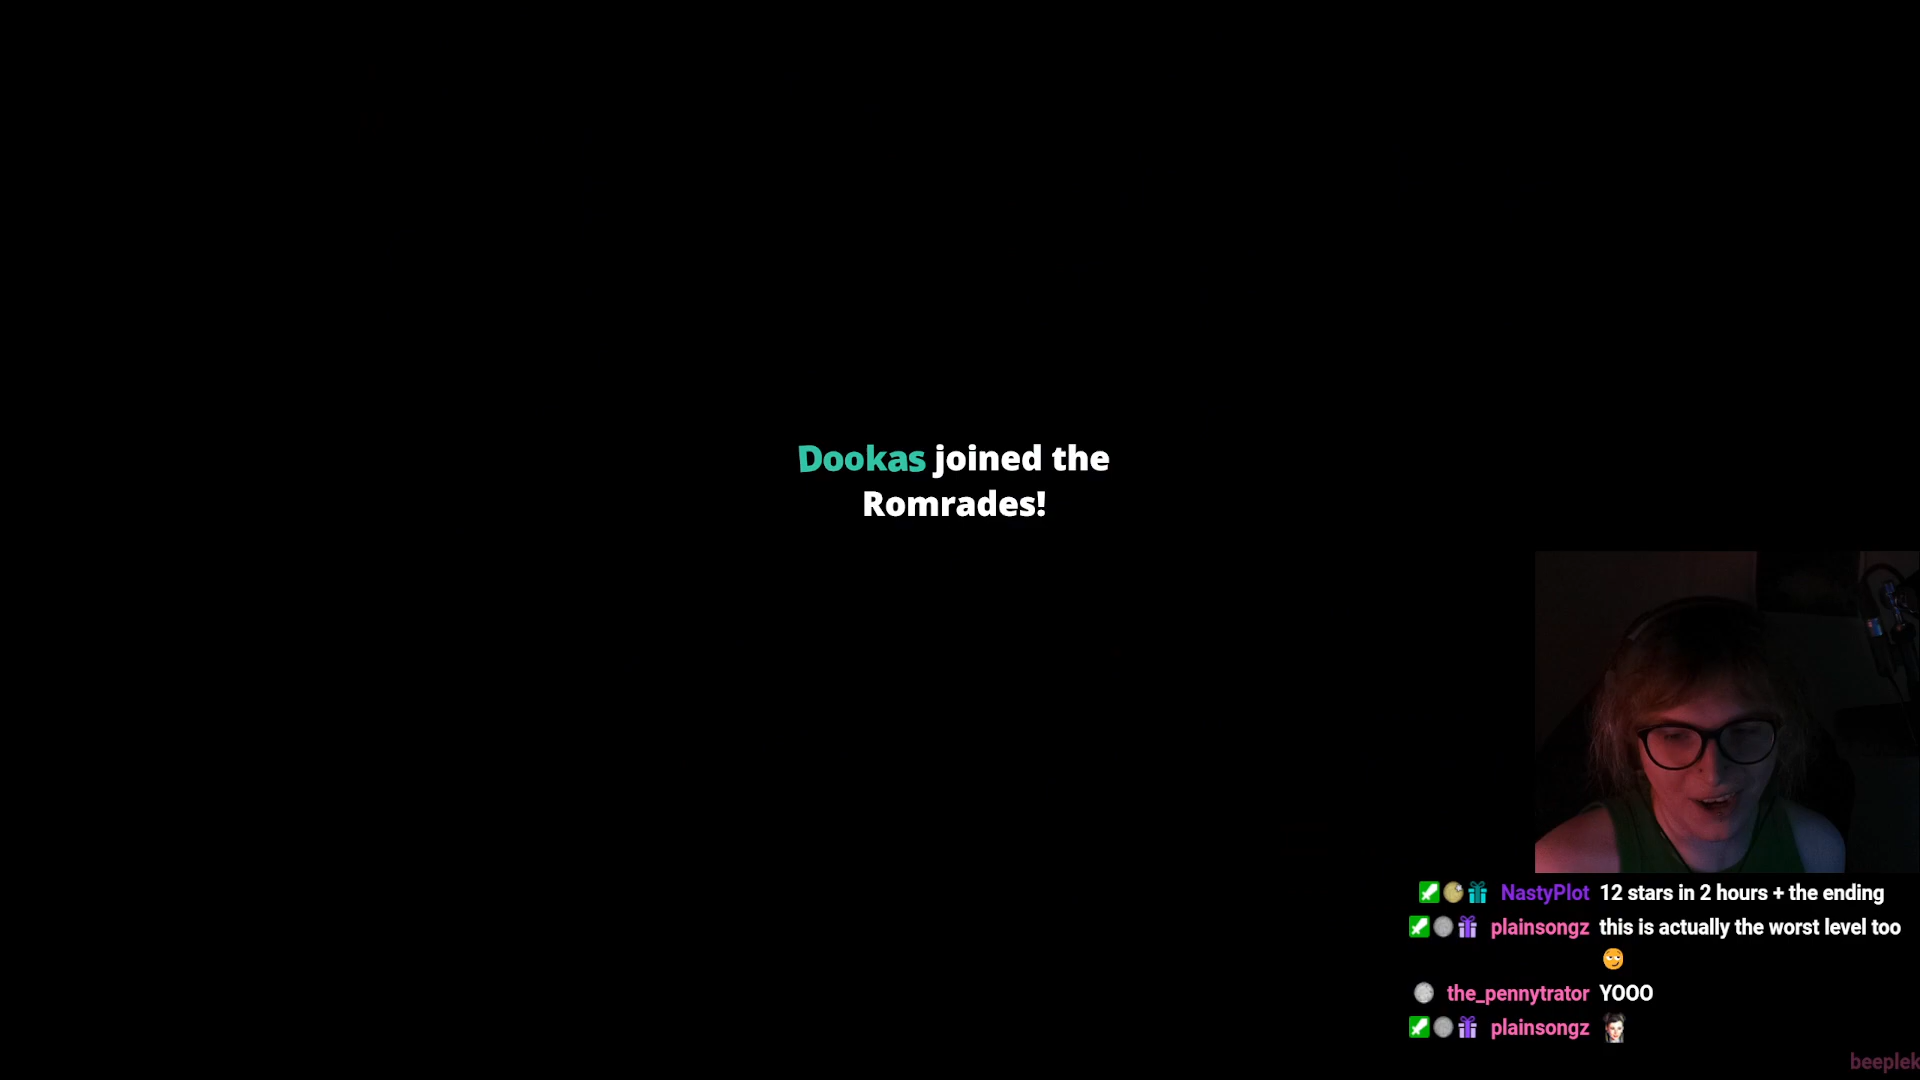 Dookas joined the
Romrades!
NastyPlot 12 stars in 2 hours + the ending
plainsongz this is actually the worst level too
the_pennytrator YOOO
plainsongz
beeplek